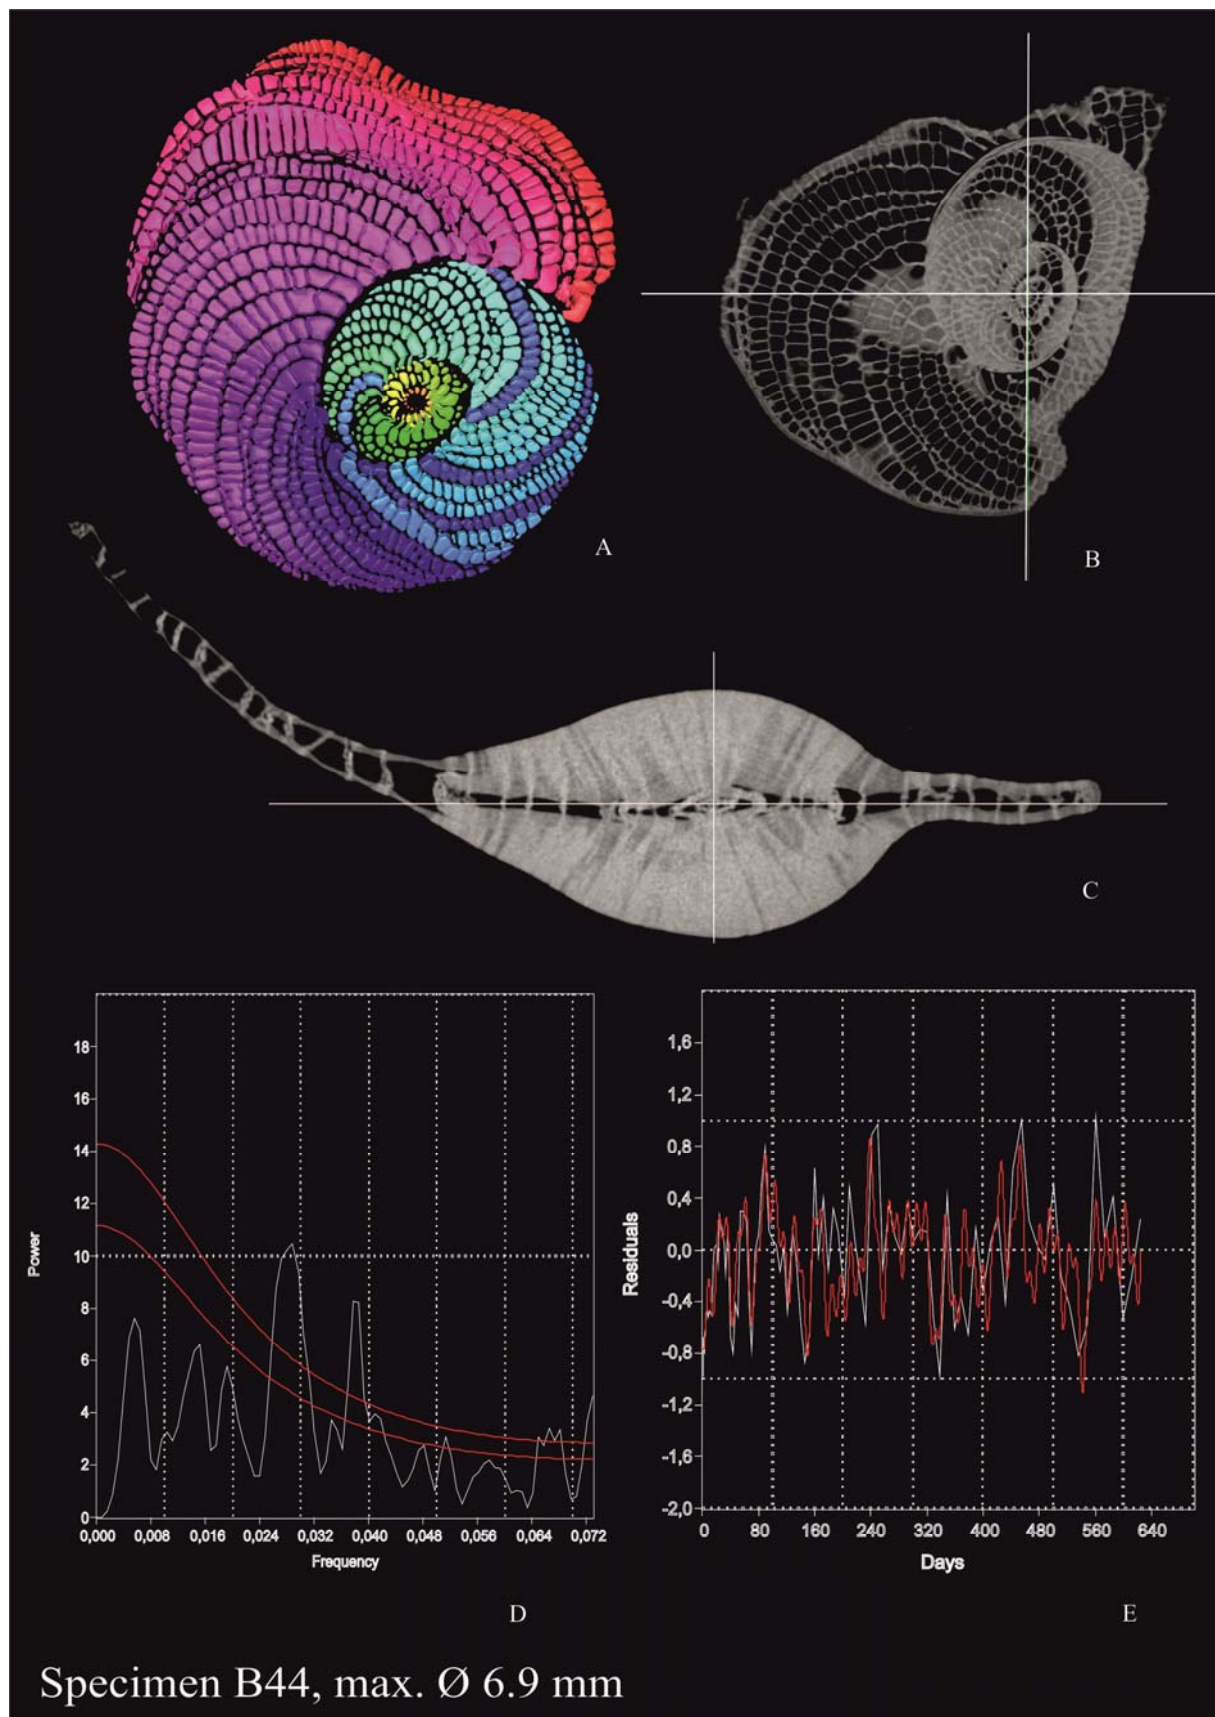 A
B
C
18
16
14
12
10
8
6
4
2
0
Power
0,000 0,008 0,016 0,024 0,032 0,040 0,048 0,056 0,064 0,072
Frequency
D
1,6
1,2
0,8
0,4
0,0
-0,4
-0,8
-1,2
-1,6
-2,0
Residuals
0 80 160 240 320 400 480 560 640
Days
E
Specimen B44, max. Ø 6.9 mm